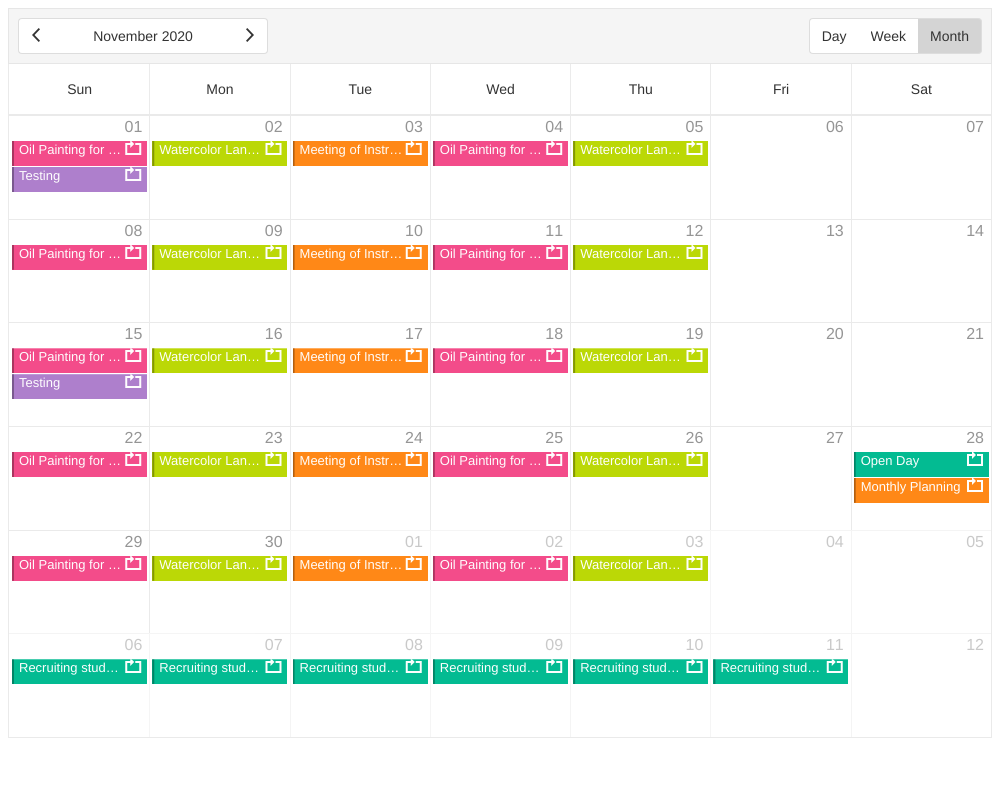 November 2020
Day Week Month
Sun Mon Tue Wed Thu Fri Sat
01 02 03 04 05 06 07
Oil Painting for ... Watercolor Lan... Meeting of Instr... Oil Painting for ... Watercolor Lan...
Testing
08 09 10 11 12 13 14
Oil Painting for ... Watercolor Lan... Meeting of Instr... Oil Painting for ... Watercolor Lan...
15 16 17 18 19 20 21
Oil Painting for ... Watercolor Lan... Meeting of Instr... Oil Painting for ... Watercolor Lan...
Testing
22 23 24 25 26 27 28
Oil Painting for ... Watercolor Lan... Meeting of Instr... Oil Painting for ... Watercolor Lan... Open Day
Monthly Planning
29 30 01 02 03 04 05
Oil Painting for ... Watercolor Lan... Meeting of Instr... Oil Painting for ... Watercolor Lan...
06 07 08 09 10 11 12
Recruiting stud... Recruiting stud... Recruiting stud... Recruiting stud... Recruiting stud... Recruiting stud...